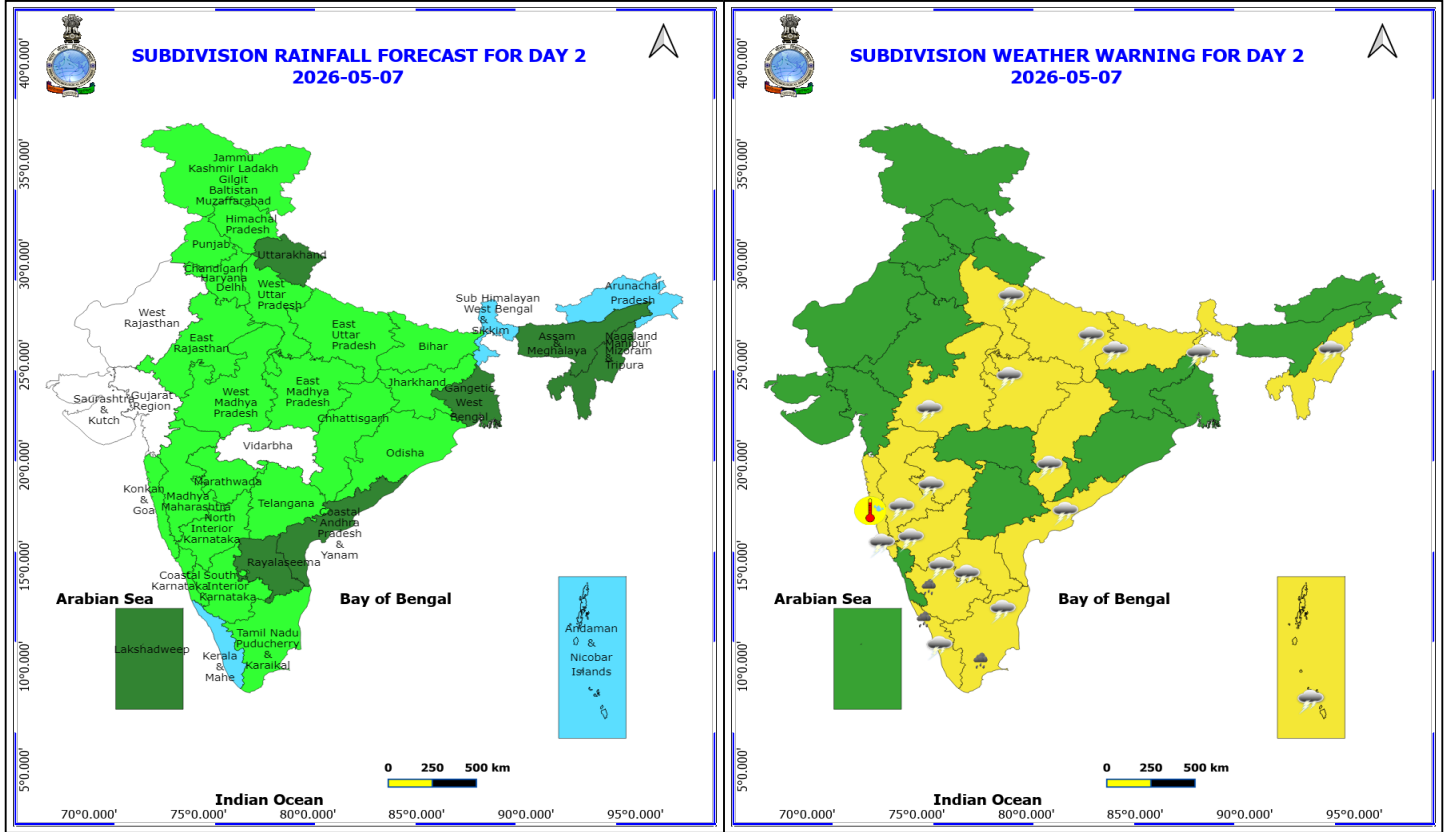 SUBDIVISION RAINFALL FORECAST FOR DAY 2
2026-05-07
40°0.000'
35°0.000'
30°0.000'
25°0.000'
20°0.000'
15°0.000'
10°0.000'
5°0.000'
Jammu
Kashmir Ladakh
Gilgit
Baltistan
Muzaffarabad
Himachal
Pradesh
Punjab
Uttarakhand
Chandigarh
Haryana
Delhi
West
Uttar
Pradesh
West
Rajasthan
East
Rajasthan
East
Uttar
Pradesh
Bihar
Sub Himalayan
West Bengal
&
Sikkim
Arunachal
Pradesh
Assam
&
Meghalaya
Nagaland
Manipur
Mizoram
&
Tripura
Saurashtra
&
Kutch
Gujarat
Region
West
Madhya
Pradesh
East
Madhya
Pradesh
Jharkhand
Gangetic
West
Bengal
Chhattisgarh
Vidarbha
Odisha
Konkan
&
Goa
Madhya
Maharashtra
Marathwada
Telangana
North
Interior
Karnataka
Coastal
Andhra
Pradesh
&
Yanam
Rayalaseema
Coastal
Karnataka
South
Interior
Karnataka
Arabian Sea
Bay of Bengal
Lakshadweep
Kerala
&
Mahe
Tamil Nadu
Puducherry
&
Karaikal
Andaman
&
Nicobar
Islands
0 250 500 km
Indian Ocean
70°0.000' 75°0.000' 80°0.000' 85°0.000' 90°0.000' 95°0.000'
SUBDIVISION WEATHER WARNING FOR DAY 2
2026-05-07
40°0.000'
35°0.000'
30°0.000'
25°0.000'
20°0.000'
15°0.000'
10°0.000'
5°0.000'
Arabian Sea
Bay of Bengal
0 250 500 km
Indian Ocean
70°0.000' 75°0.000' 80°0.000' 85°0.000' 90°0.000' 95°0.000'